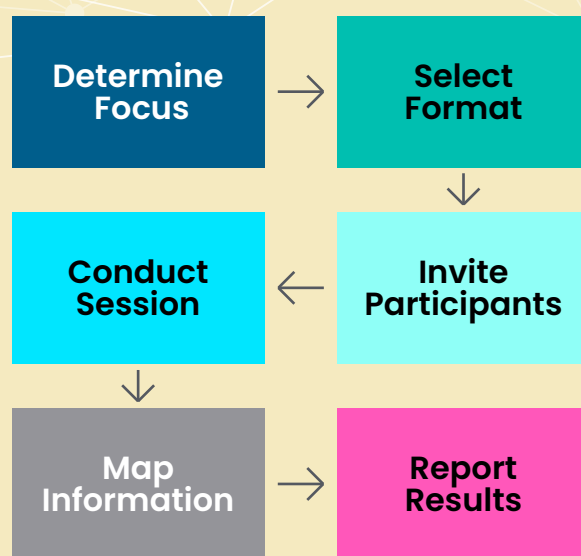 Determine
Focus
Select
Format
Invite
Participants
Conduct
Session
Map
Information
Report
Results